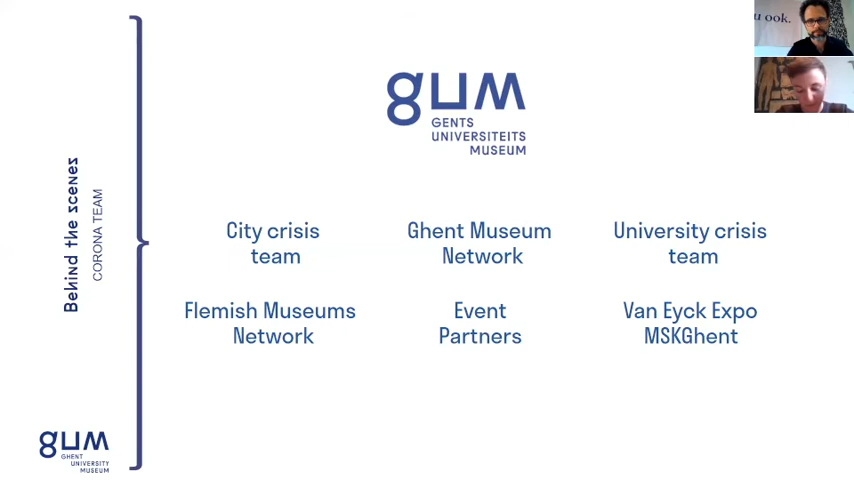 u ook.
gum
GENTS
UNIVERSITEITS
MUSEUM
Behind the scenes
CORONA TEAM
City crisis
team
Ghent Museum
Network
University crisis
team
Flemish Museums
Network
Event
Partners
Van Eyck Expo
MSKGhent
gum
GHENT
UNIVERSITY
MUSEUM